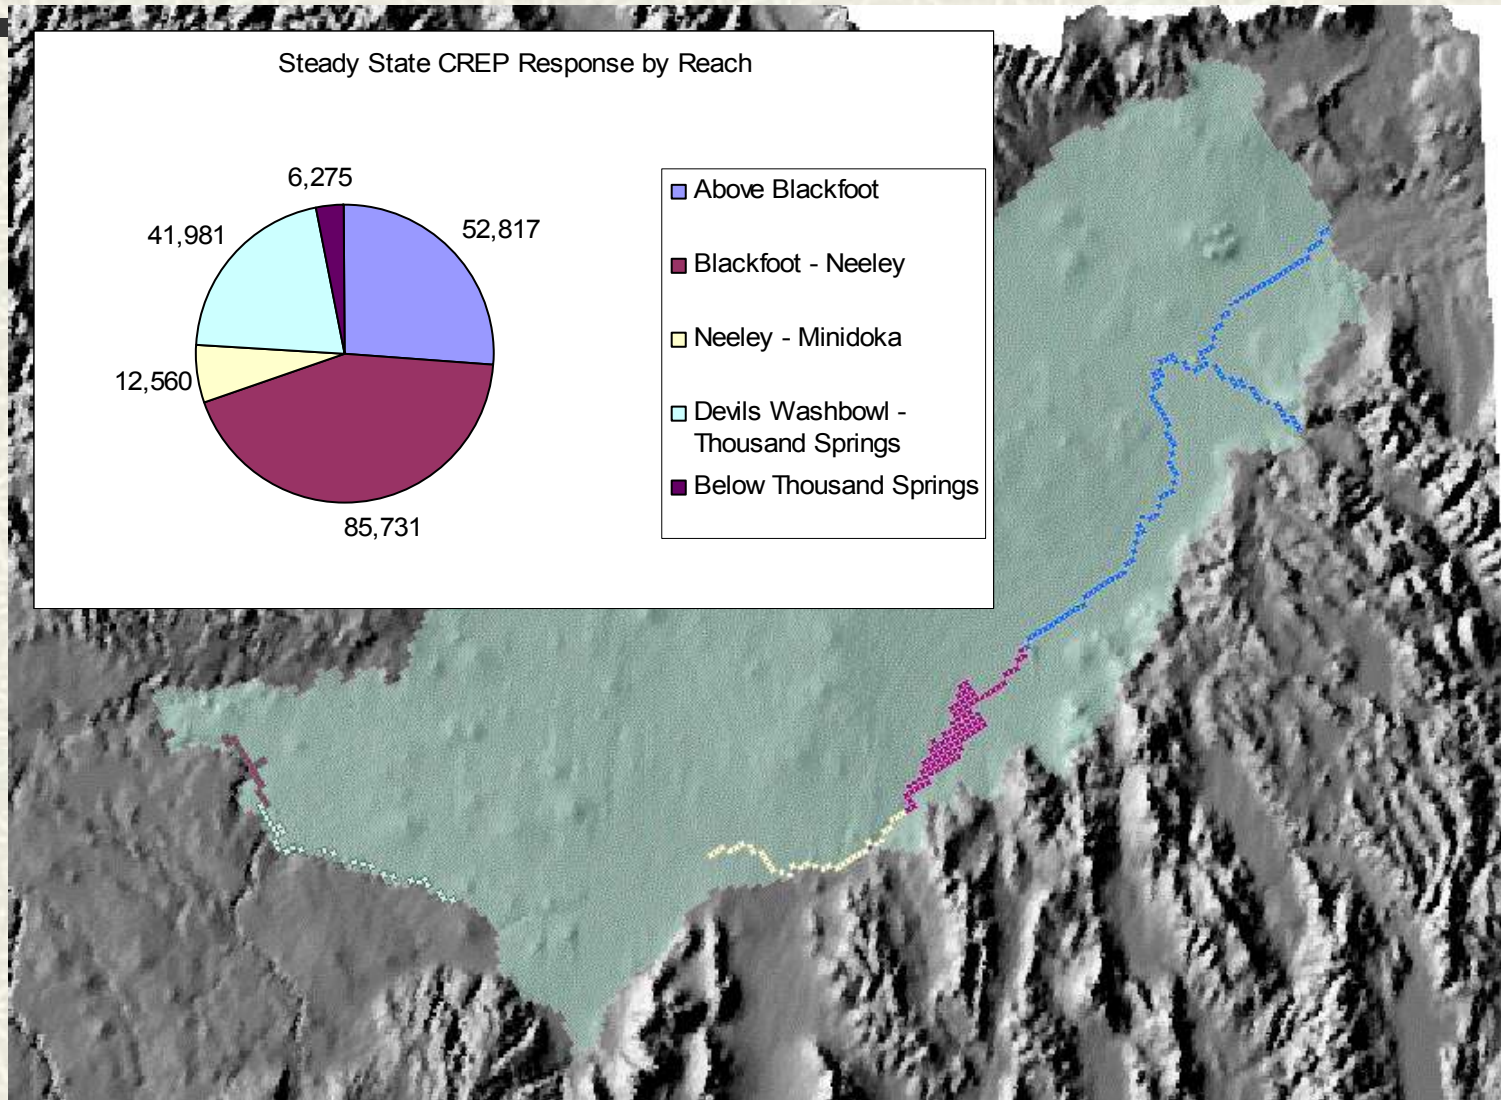 Steady State CREP Response by Reach
6,275
52,817
41,981
12,560
85,731
Above Blackfoot
Blackfoot - Neeley
Neeley - Minidoka
Devils Washbowl -
Thousand Springs
Below Thousand Springs